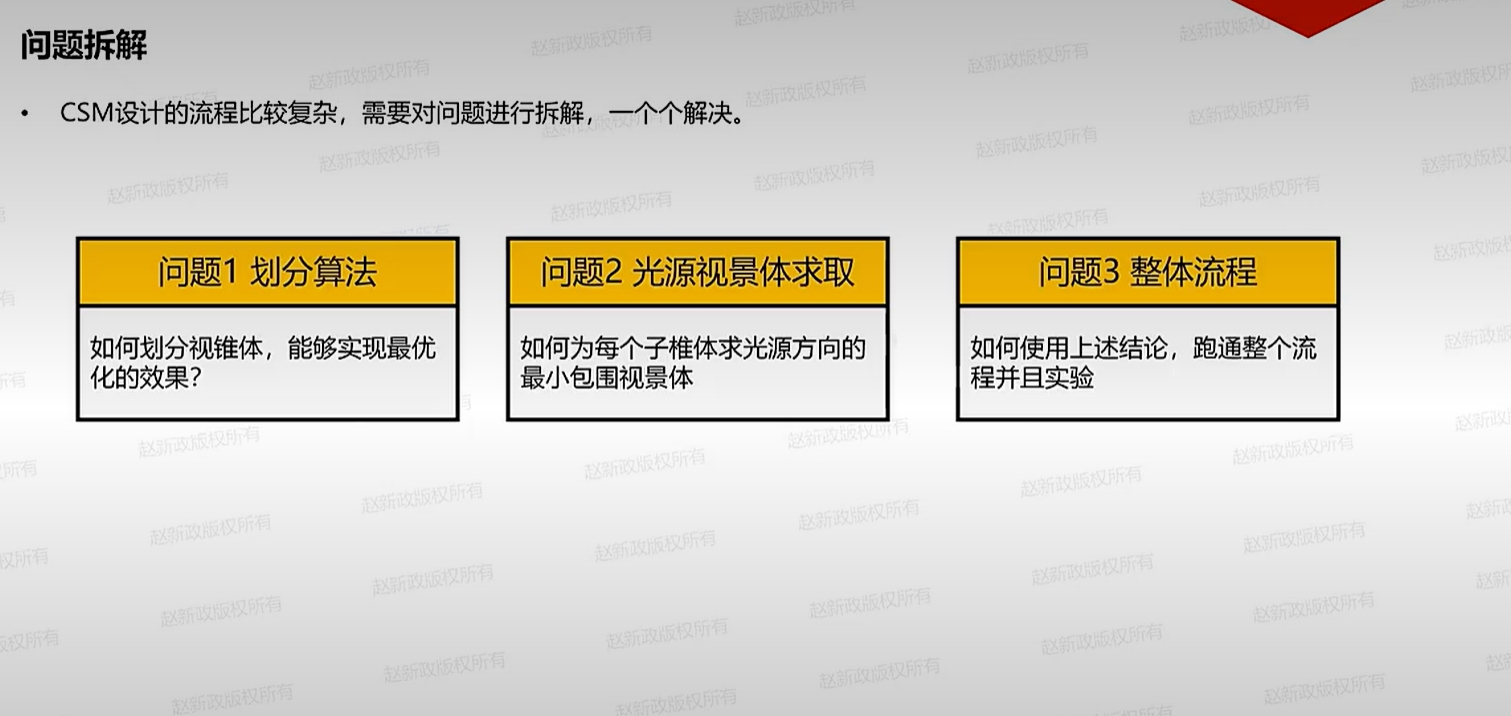 问题拆解
• CSM设计的流程比较复杂，需要对问题进行拆解，一个个解决。
问题1 划分算法
如何划分视锥体，能够实现最优
化的效果？
问题2 光源视景体求取
如何为每个子椎体求光源方向的
最小包围视景体
问题3 整体流程
如何使用上述结论，跑通整个流
程并且实验
赵新政版权所有